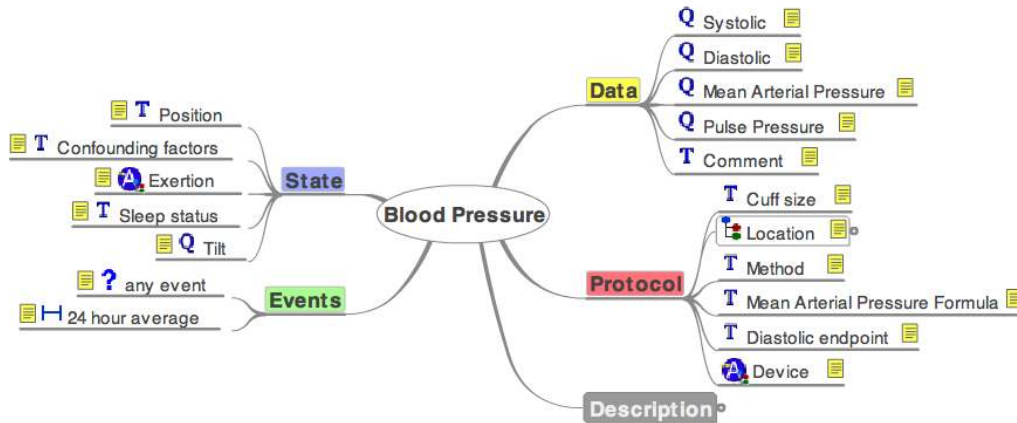 Blood Pressure
Data
Q Systolic
Q Diastolic
Q Mean Arterial Pressure
Q Pulse Pressure
T Comment
Protocol
T Cuff size
Location
T Method
T Mean Arterial Pressure Formula
T Diastolic endpoint
A Device
Description
State
T Position
T Confounding factors
A Exertion
T Sleep status
Q Tilt
Events
? any event
24 hour average